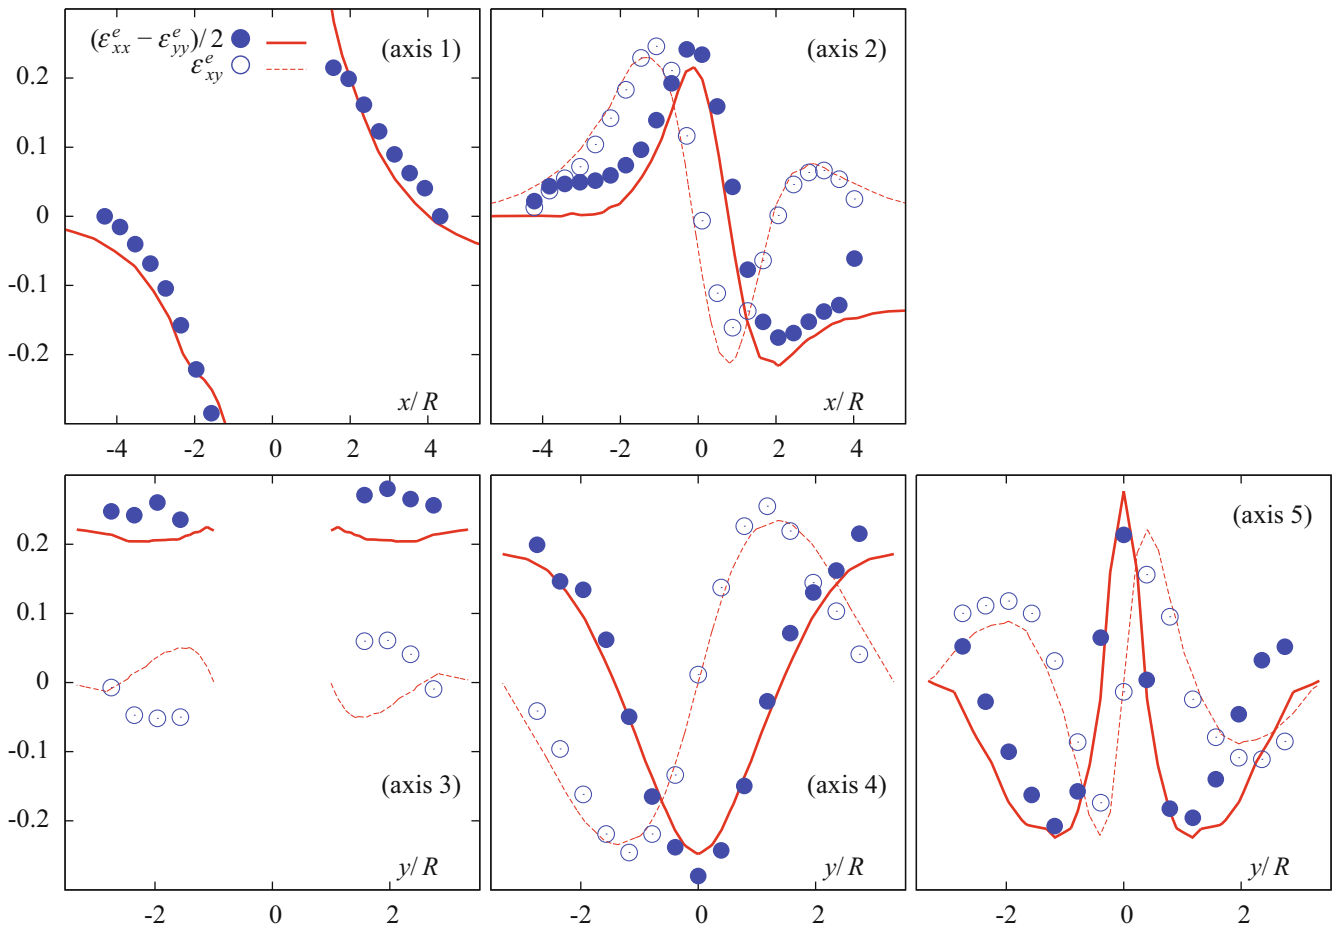 (ε^e_xx − ε^e_yy)/2
ε^e_xy
(axis 1)
(axis 2)
0.2
0.1
0
-0.1
-0.2
x/R
x/R
-4 -2 0 2 4
-4 -2 0 2 4
(axis 5)
0.2
0.1
0
-0.1
-0.2
(axis 3)
(axis 4)
y/R
y/R
y/R
-2 0 2
-2 0 2
-2 0 2